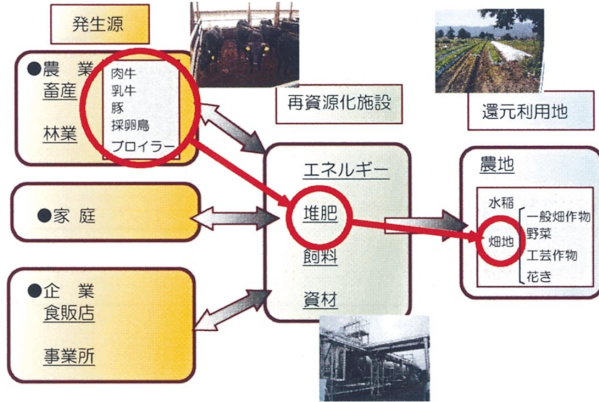 発生源
●農 業
畜産
林業
肉牛
乳牛
豚
採卵鳥
ブロイラー
●家 庭
●企 業
食販店
事業所
再資源化施設
エネルギー
堆肥
飼料
資材
還元利用地
農地
水稲
畑地
一般畑作物
野菜
工芸作物
花き